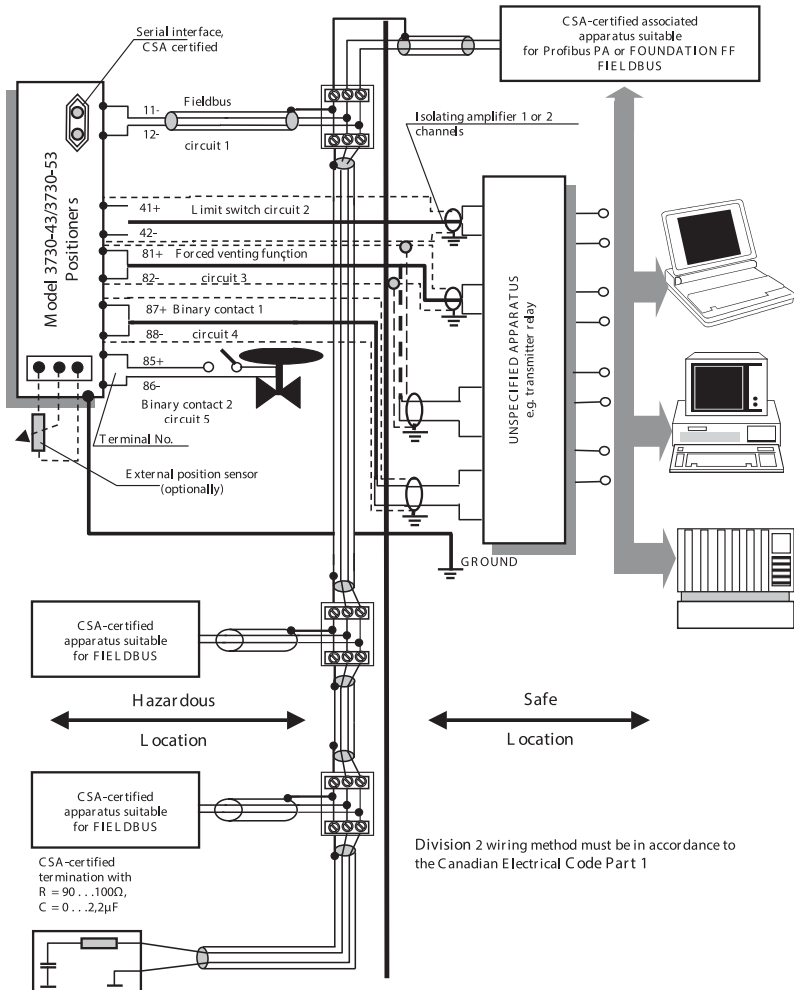 Serial interface,
CSA certified
CSA-certified associated
apparatus suitable
for Profibus PA or FOUNDATION FF
FIELDBUS
Model 3730-43/3730-53
Positioners
11-
Fieldbus
12-
circuit 1
Isolating amplifier 1 or 2
channels
41+ Limit switch circuit 2
42-
81+ Forced venting function
82- circuit 3
87+ Binary contact 1
88- circuit 4
85+
86-
Binary contact 2
circuit 5
Terminal No.
External position sensor
(optionally)
UNSPECIFIED APPARATUS
e.g, transmitter relay
GROUND
CSA-certified
apparatus suitable
for FIELDBUS
Hazardous
Location
Safe
Location
CSA-certified
apparatus suitable
for FIELDBUS
Division 2 wiring method must be in accordance to
the Canadian Electrical Code Part 1
CSA-certified
termination with
R = 90 . . .100Ω,
C = 0 . . .2,2µF